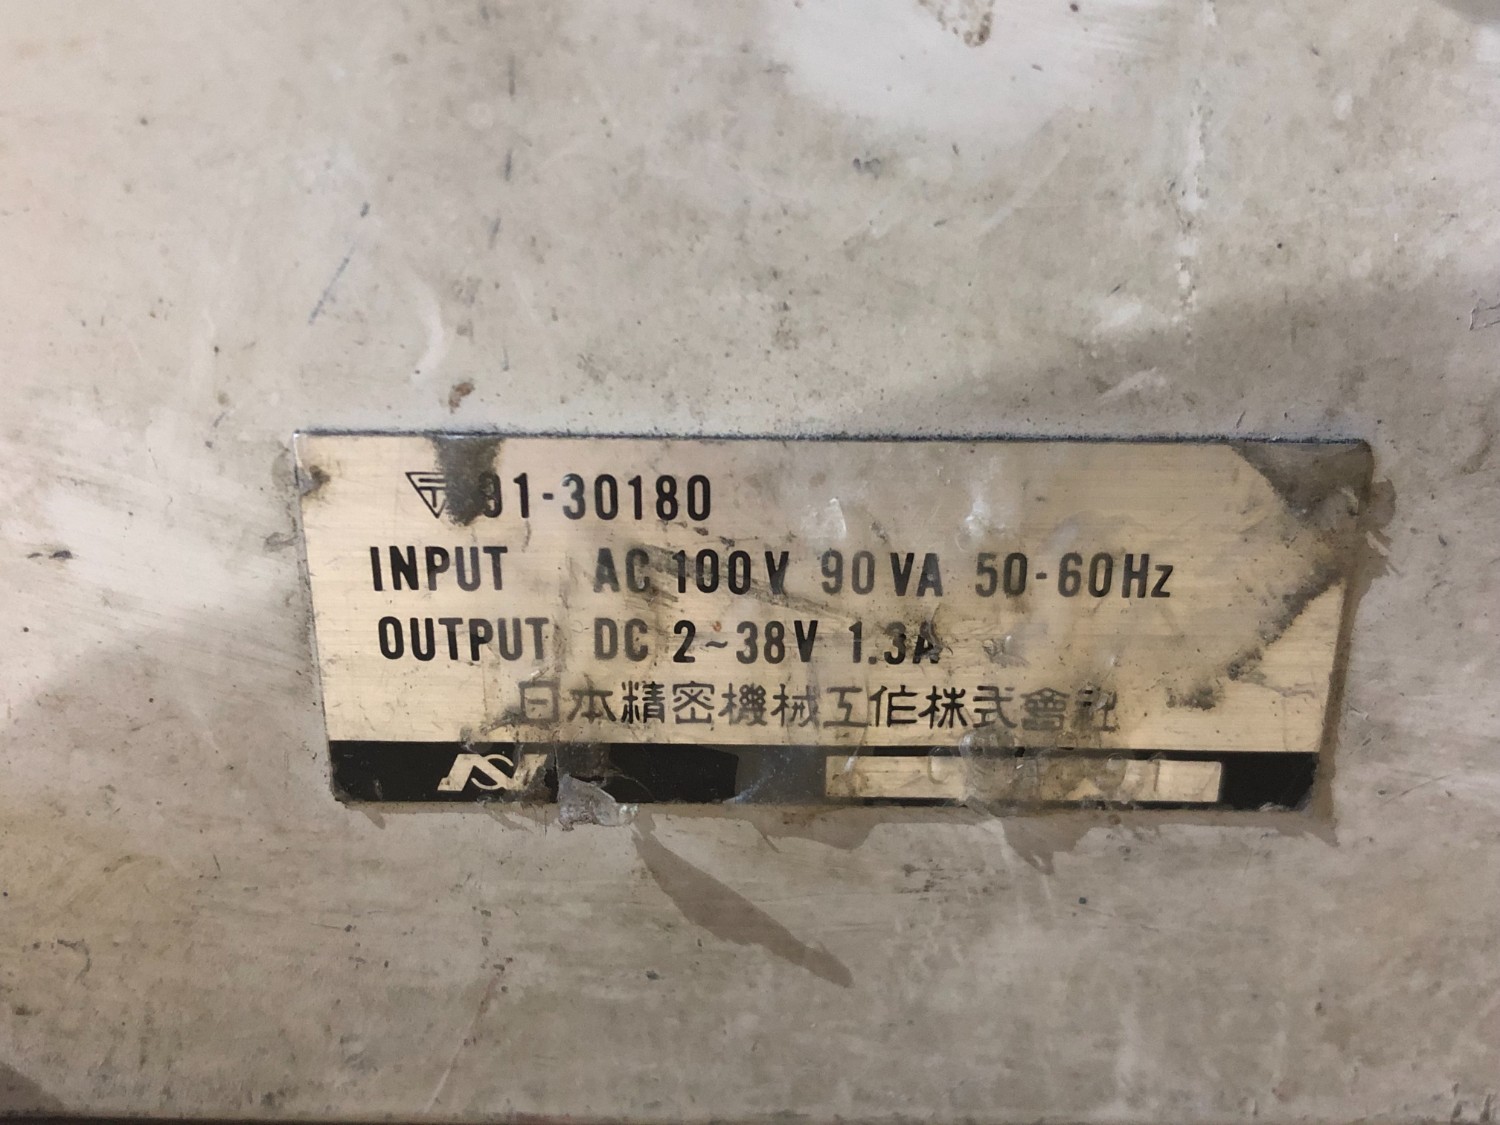 91-30180
INPUT AC 100V 90VA 50-60Hz
OUTPUT DC 2~38V 1.3A
日本精密機械工作株式會社